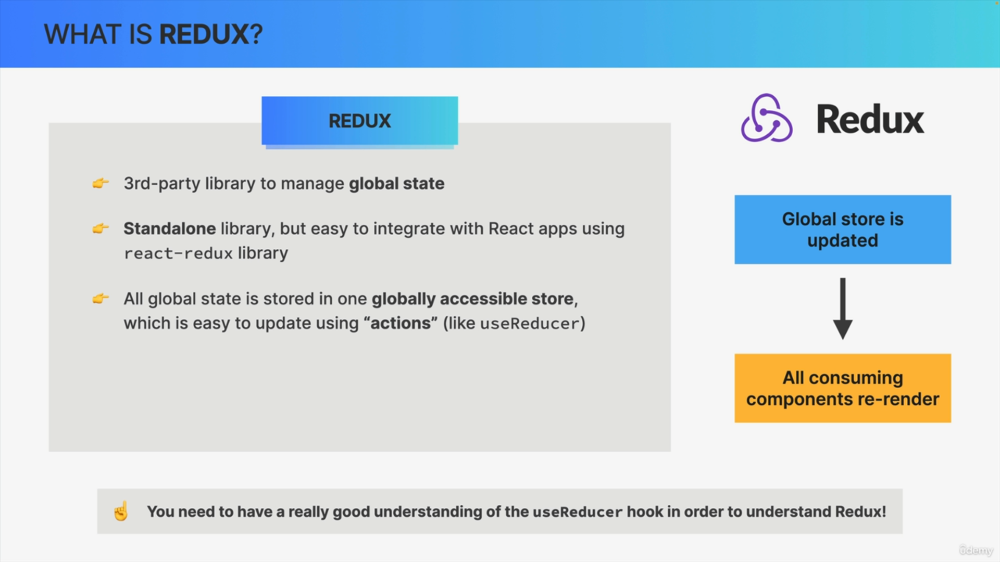 WHAT IS REDUX?
REDUX
👉 3rd-party library to manage global state
👉 Standalone library, but easy to integrate with React apps using
react-redux library
👉 All global state is stored in one globally accessible store,
which is easy to update using “actions” (like useReducer)
Redux
Global store is
updated
All consuming
components re-render
☝️ You need to have a really good understanding of the useReducer hook in order to understand Redux!
ûdemy